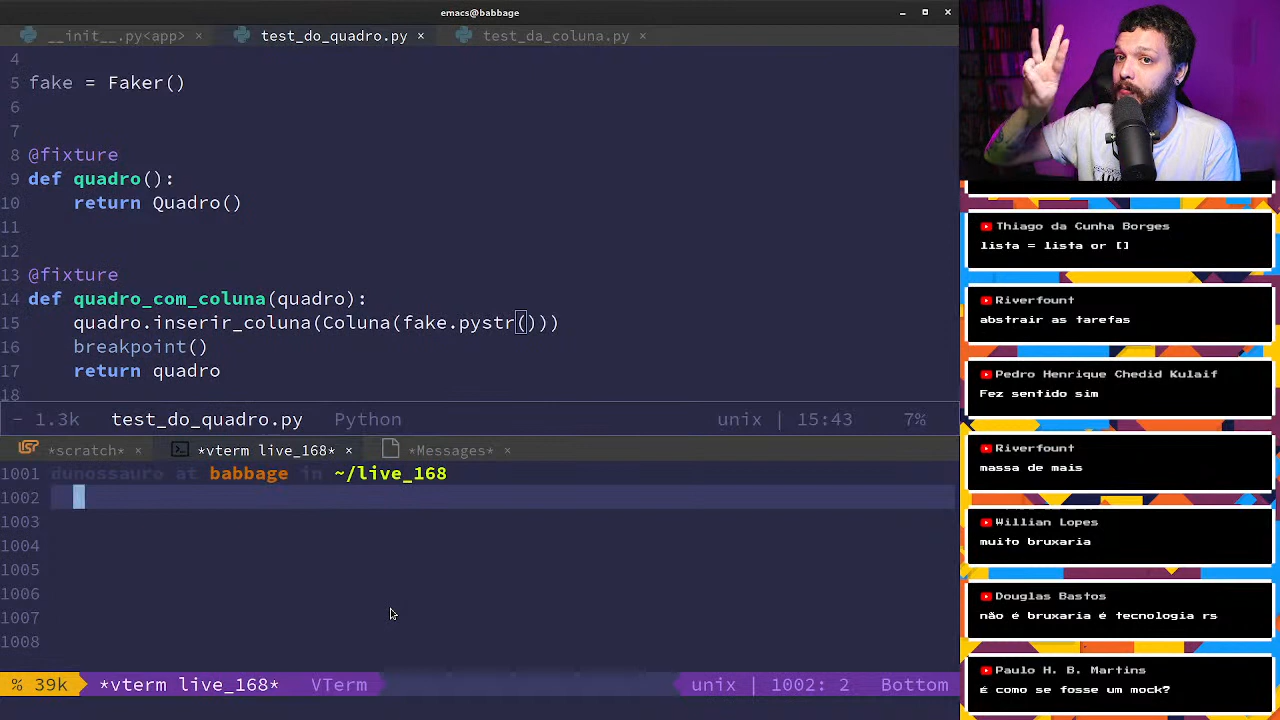 emacs@babbage
__init__.py<app> × test_do_quadro.py × test_da_coluna.py ×
4
5 fake = Faker()
6
7
8 @fixture
9 def quadro():
10 return Quadro()
11
12
13 @fixture
14 def quadro_com_coluna(quadro):
15 quadro.inserir_coluna(Coluna(fake.pystr()))
16 breakpoint()
17 return quadro
18
- 1.3k test_do_quadro.py Python unix | 15:43 7%
*scratch* × *vterm live_168* × *Messages* ×
1001 dunossauro at babbage in ~/live_168
1002
1003
1004
1005
1006
1007
1008
% 39k *vterm live_168* VTerm unix | 1002: 2 Bottom
Thiago da Cunha Borges
lista = lista or []
Riverfount
abstrair as tarefas
Pedro Henrique Chedid Kulaif
Fez sentido sim
Riverfount
massa de mais
Willian Lopes
muito bruxaria
Douglas Bastos
não é bruxaria é tecnologia rs
Paulo H. B. Martins
é como se fosse um mock?